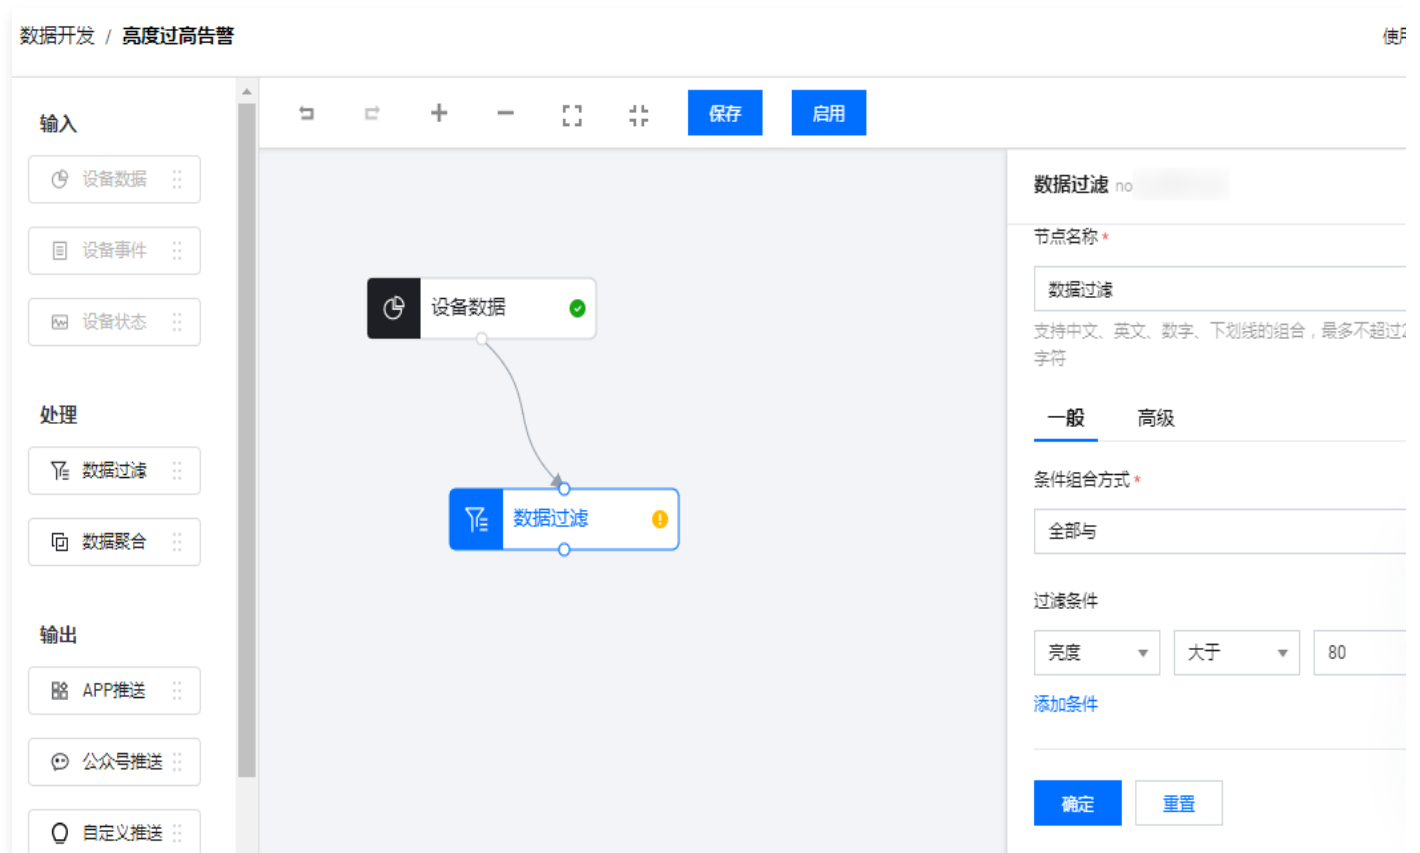 数据开发 / 亮度过高告警
使用
输入
设备数据
设备事件
设备状态
处理
数据过滤
数据聚合
输出
APP推送
公众号推送
自定义推送
保存
启用
设备数据
数据过滤
数据过滤 no
节点名称 *
数据过滤
支持中文、英文、数字、下划线的组合，最多不超过2
字符
一般 高级
条件组合方式 *
全部与
过滤条件
亮度 大于 80
添加条件
确定 重置